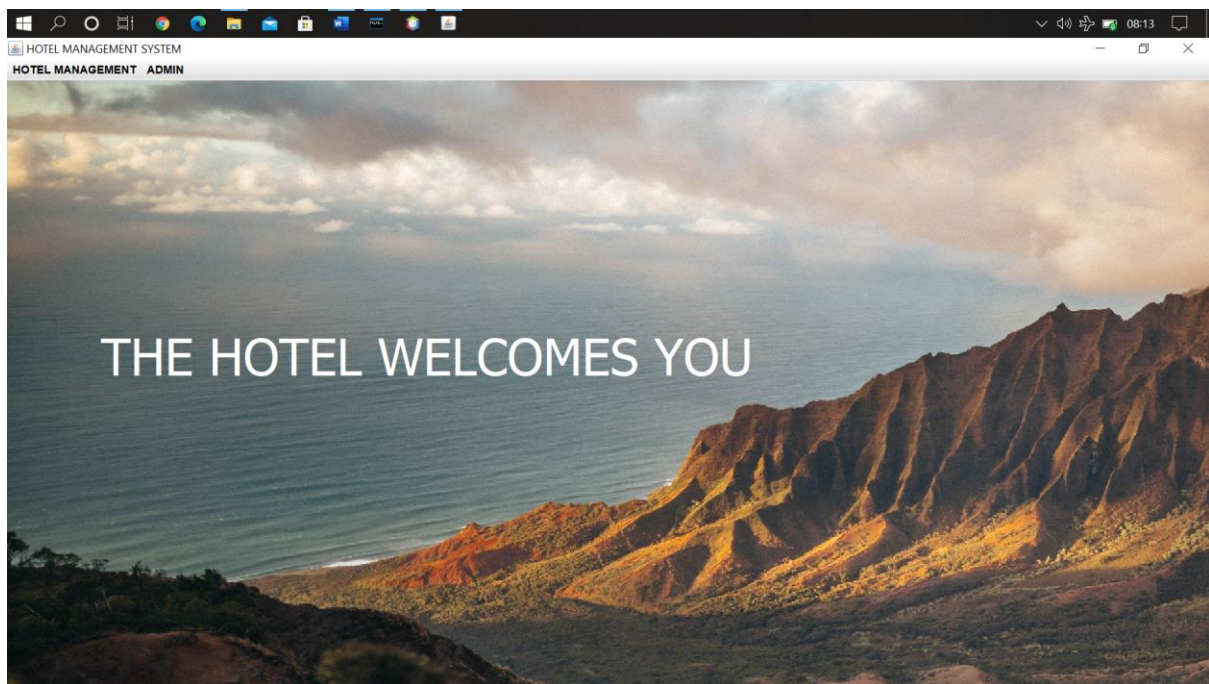 08:13
HOTEL MANAGEMENT SYSTEM
HOTEL MANAGEMENT ADMIN
THE HOTEL WELCOMES YOU